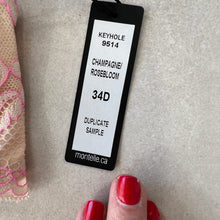 KEYHOLE
9514
CHAMPAGNE/
ROSEBLOOM
34D
DUPLICATE
SAMPLE
montelle.ca